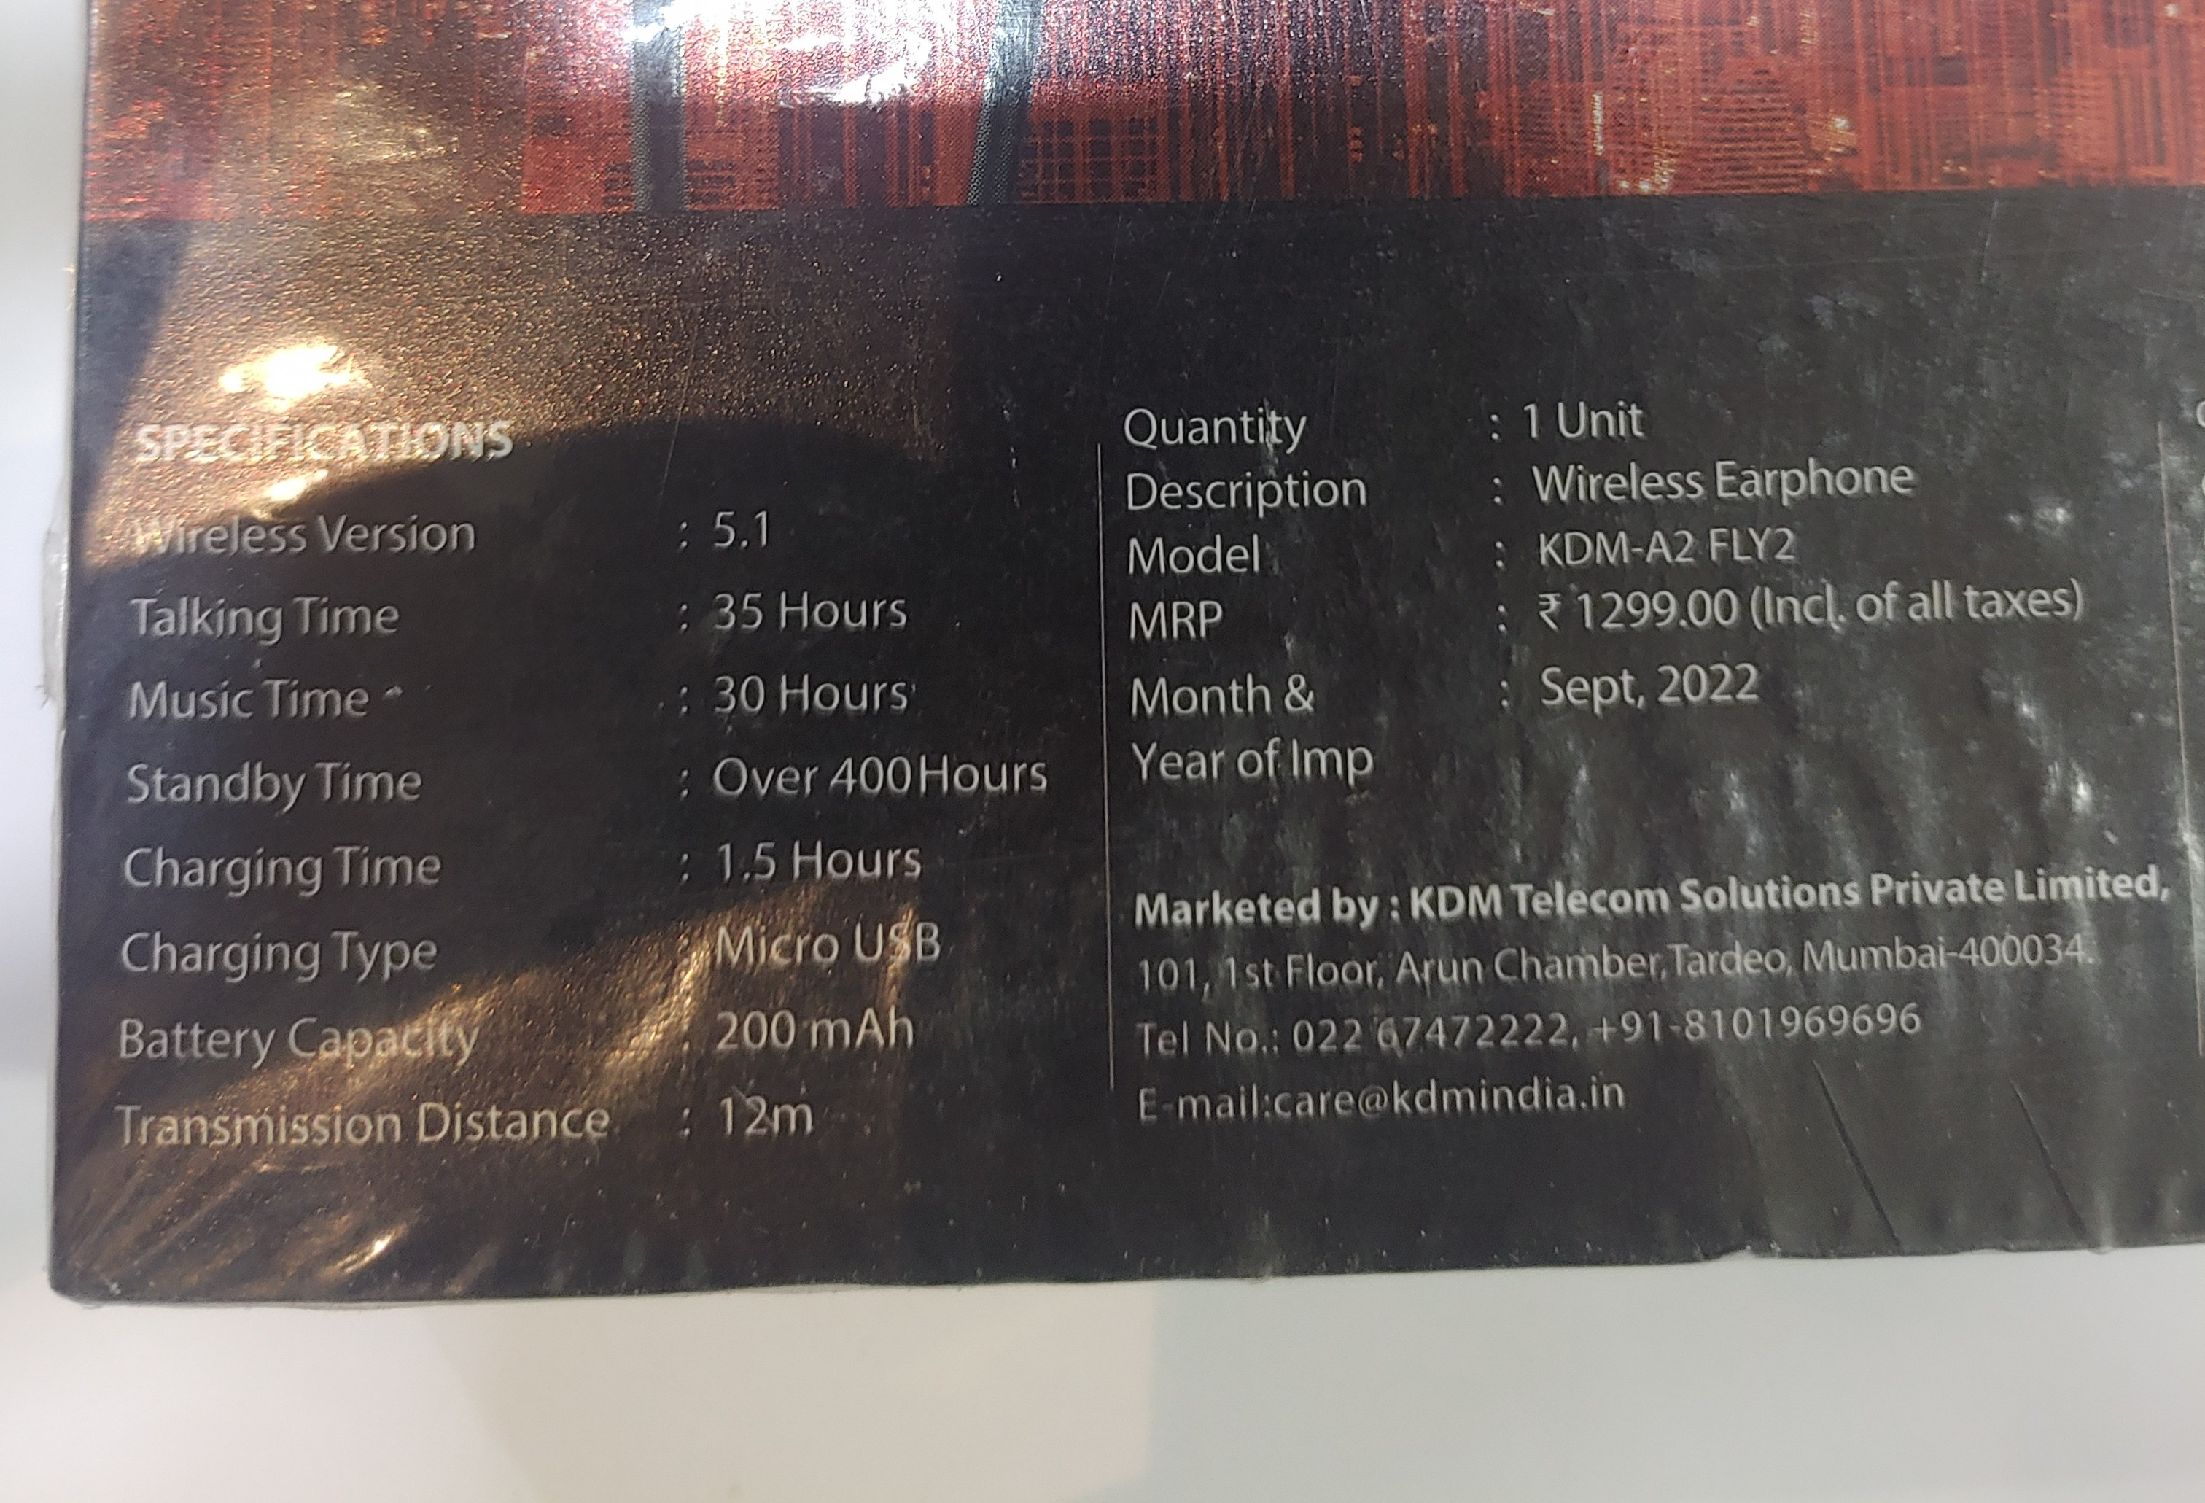 SPECIFICATIONS
Wireless Version : 5.1
Talking Time : 35 Hours
Music Time : 30 Hours
Standby Time : Over 400 Hours
Charging Time : 1.5 Hours
Charging Type : Micro USB
Battery Capacity : 200 mAh
Transmission Distance : 12m
Quantity : 1 Unit
Description : Wireless Earphone
Model : KDM-A2 FLY2
MRP : ₹ 1299.00 (Incl. of all taxes)
Month & : Sept, 2022
Year of Imp
Marketed by : KDM Telecom Solutions Private Limited,
101, 1st Floor, Arun Chamber, Tardeo, Mumbai-400034.
Tel No.: 022 67472222, +91-8101969696
E-mail:care@kdmindia.in